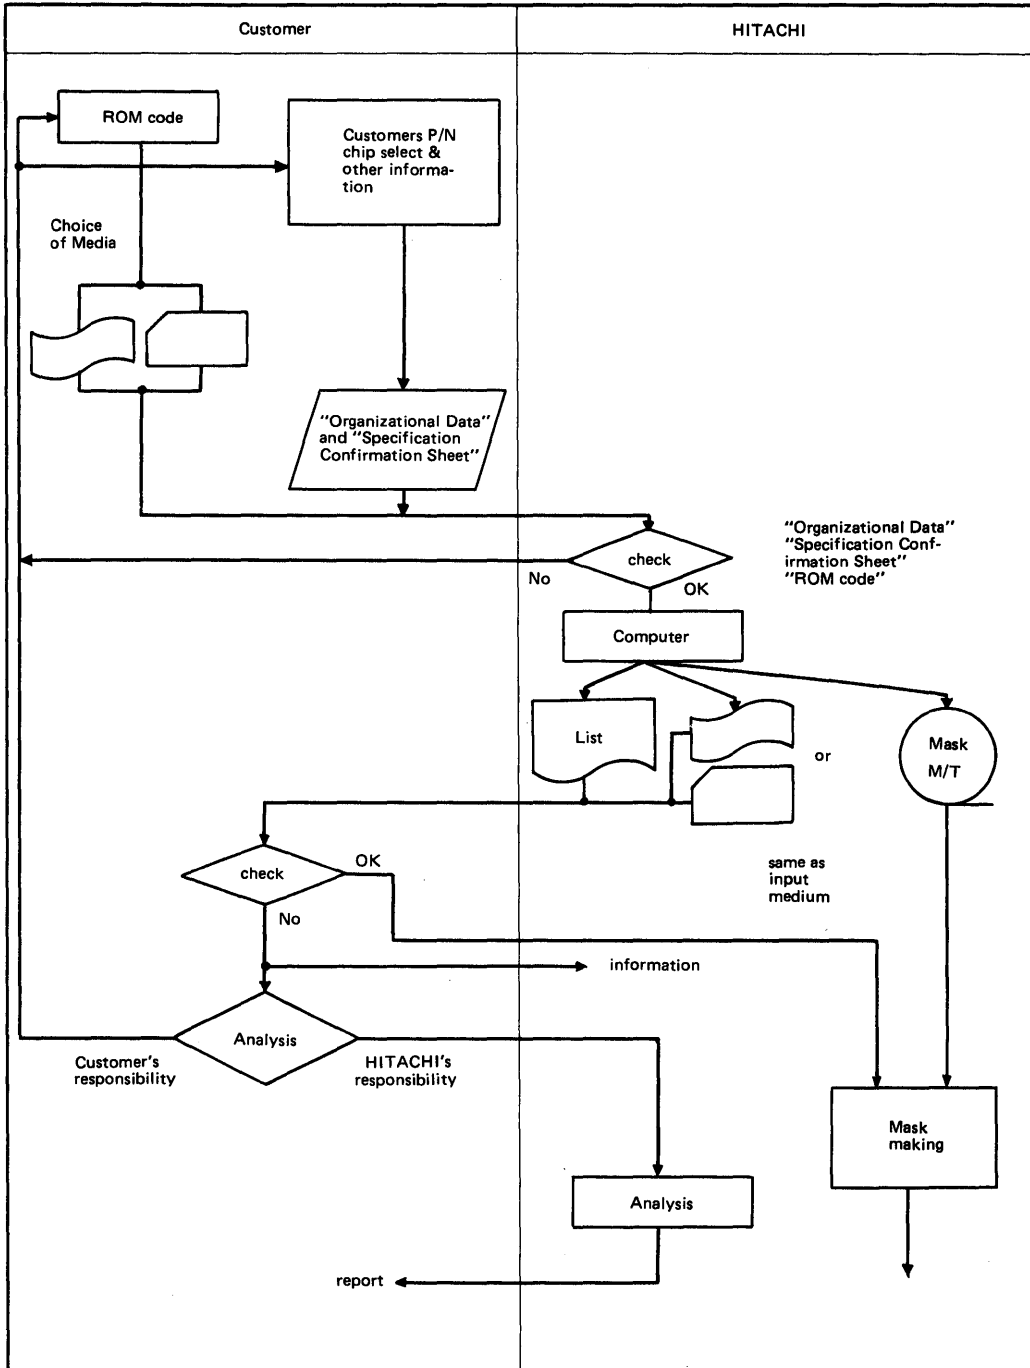 Customer
HITACHI
ROM code
Customers P/N
chip select &
other informa-
tion
Choice
of Media
"Organizational Data"
and "Specification
Confirmation Sheet"
check
"Organizational Data"
"Specification Conf-
irmation Sheet"
"ROM code"
No
OK
Computer
List
or
Mask
M/T
check
OK
same as
input
medium
No
information
Analysis
Customer's
responsibility
HITACHI's
responsibility
Mask
making
Analysis
report